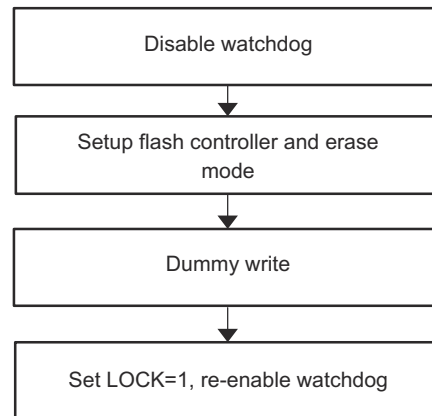 Disable watchdog
Setup flash controller and erase
mode
Dummy write
Set LOCK=1, re-enable watchdog